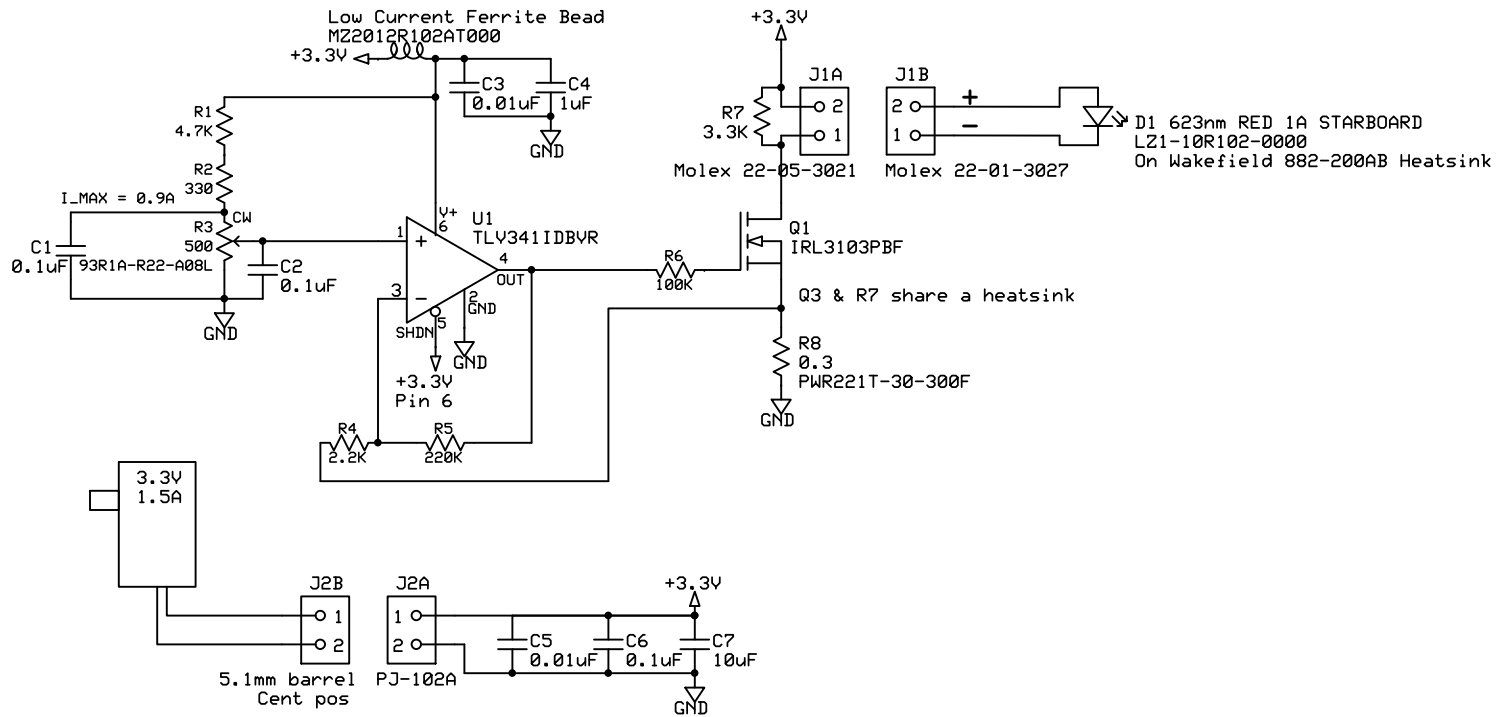 Low Current Ferrite Bead
MZ2012R102AT000
+3.3V
C3
0.01uF
C4
1uF
GND
R1
4.7K
R2
330
I_MAX = 0.9A
CW
R3
500
93R1A-R22-A08L
C1
0.1uF
C2
0.1uF
GND
V+
6
U1
TLV341IDBVR
1
+
3
−
4
OUT
2
GND
SHDN
5
GND
+3.3V
Pin 6
R4
2.2K
R5
220K
R6
100K
+3.3V
R7
3.3K
J1A
2
1
Molex 22-05-3021
J1B
2
1
+
−
Molex 22-01-3027
D1 623nm RED 1A STARBOARD
LZ1-10R102-0000
On Wakefield 882-200AB Heatsink
Q1
IRL3103PBF
Q3 & R7 share a heatsink
R8
0.3
PWR221T-30-300F
GND
3.3V
1.5A
J2B
1
2
5.1mm barrel
Cent pos
J2A
1
2
PJ-102A
+3.3V
C5
0.01uF
C6
0.1uF
C7
10uF
GND